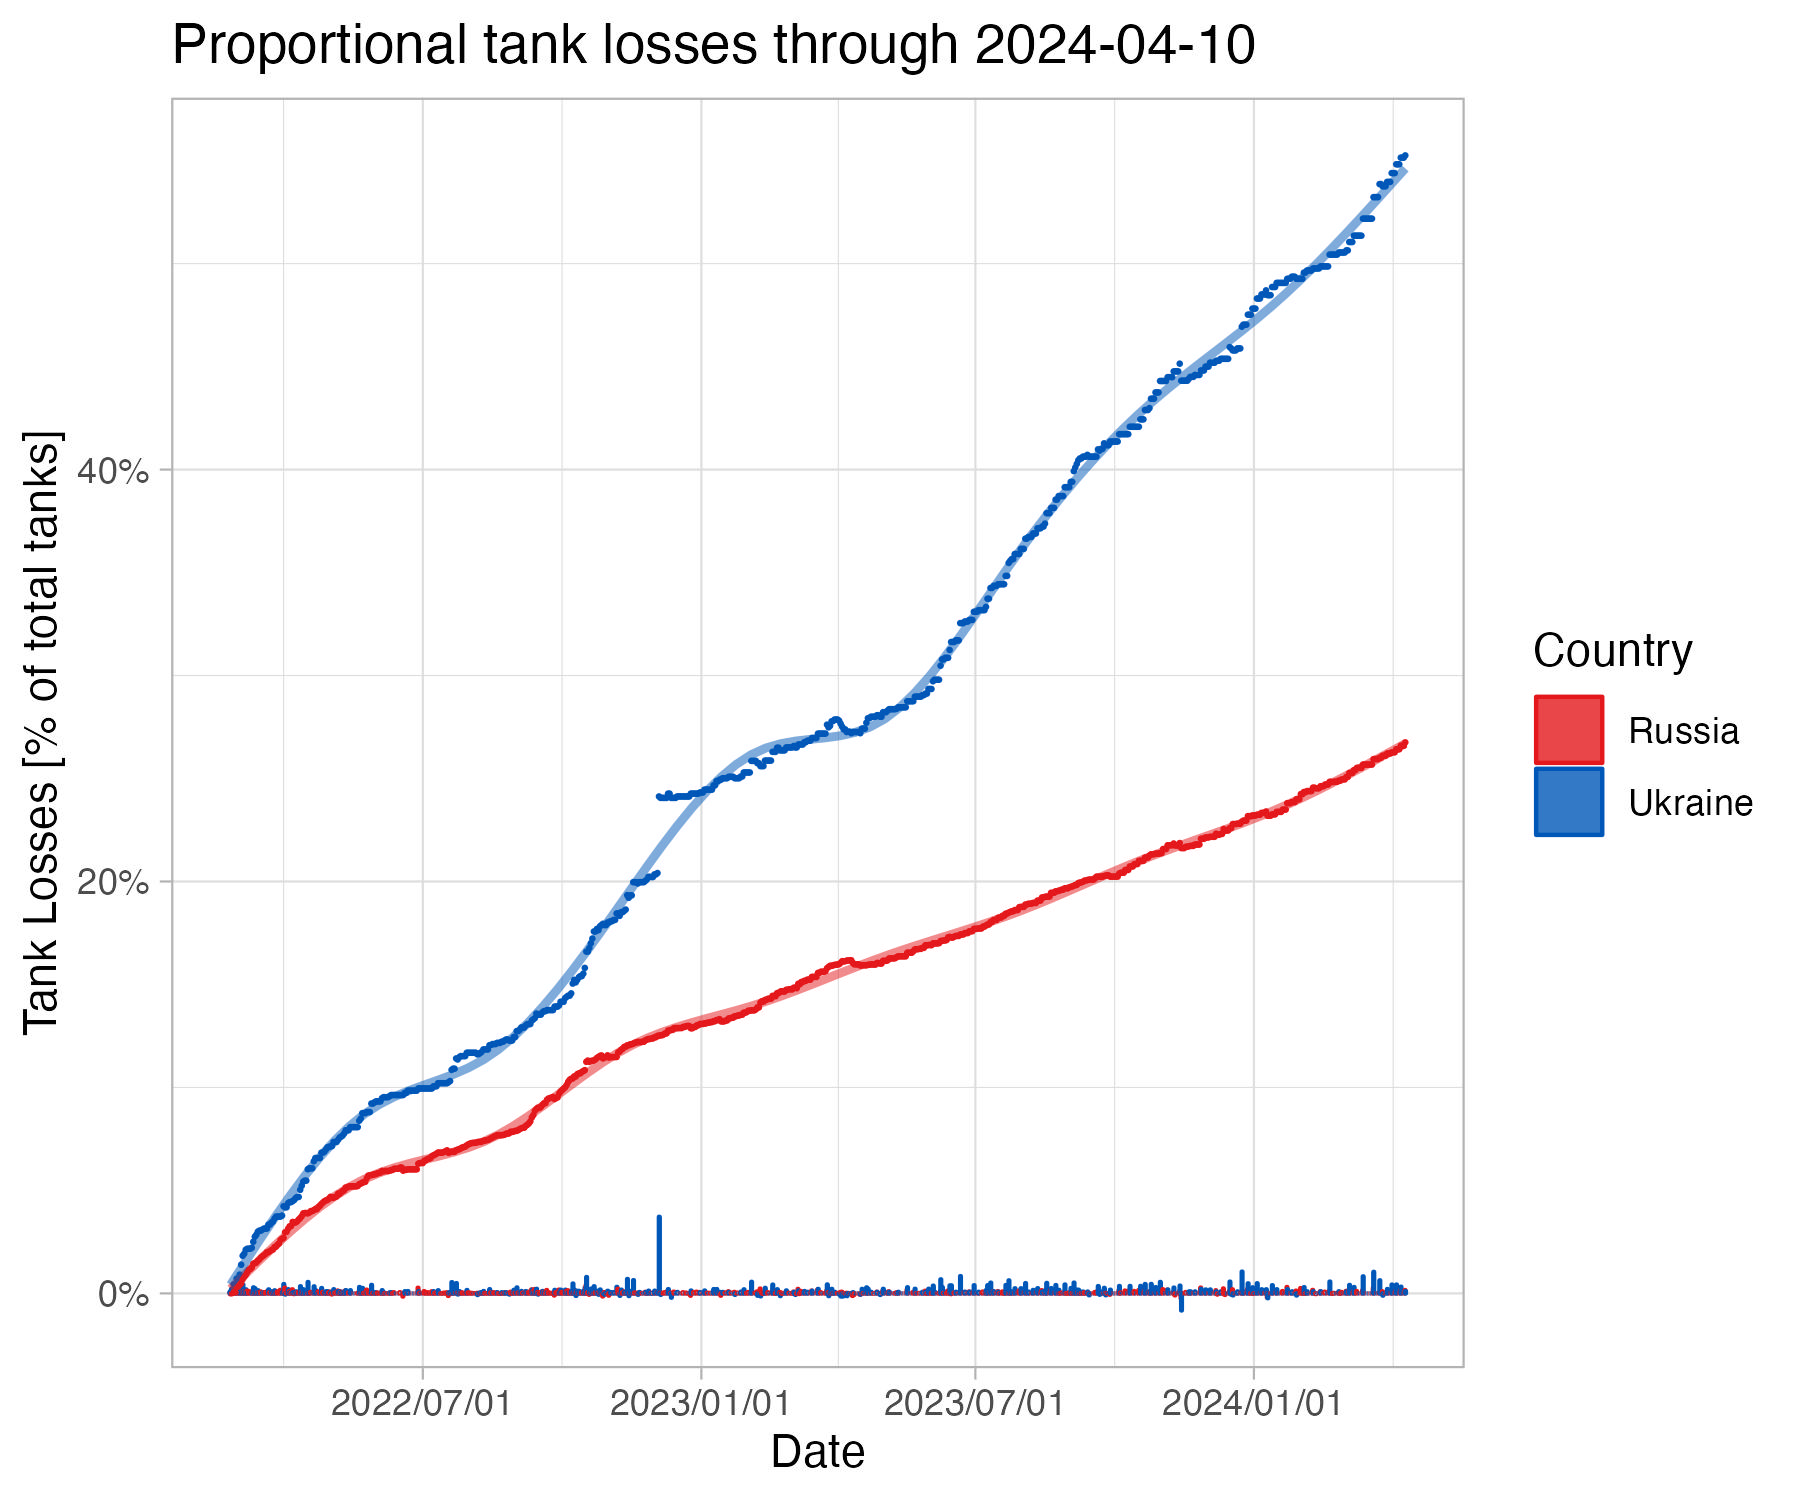 Proportional tank losses through 2024-04-10
Tank Losses [% of total tanks]
40%
20%
0%
2022/07/01
2023/01/01
2023/07/01
2024/01/01
Date
Country
Russia
Ukraine